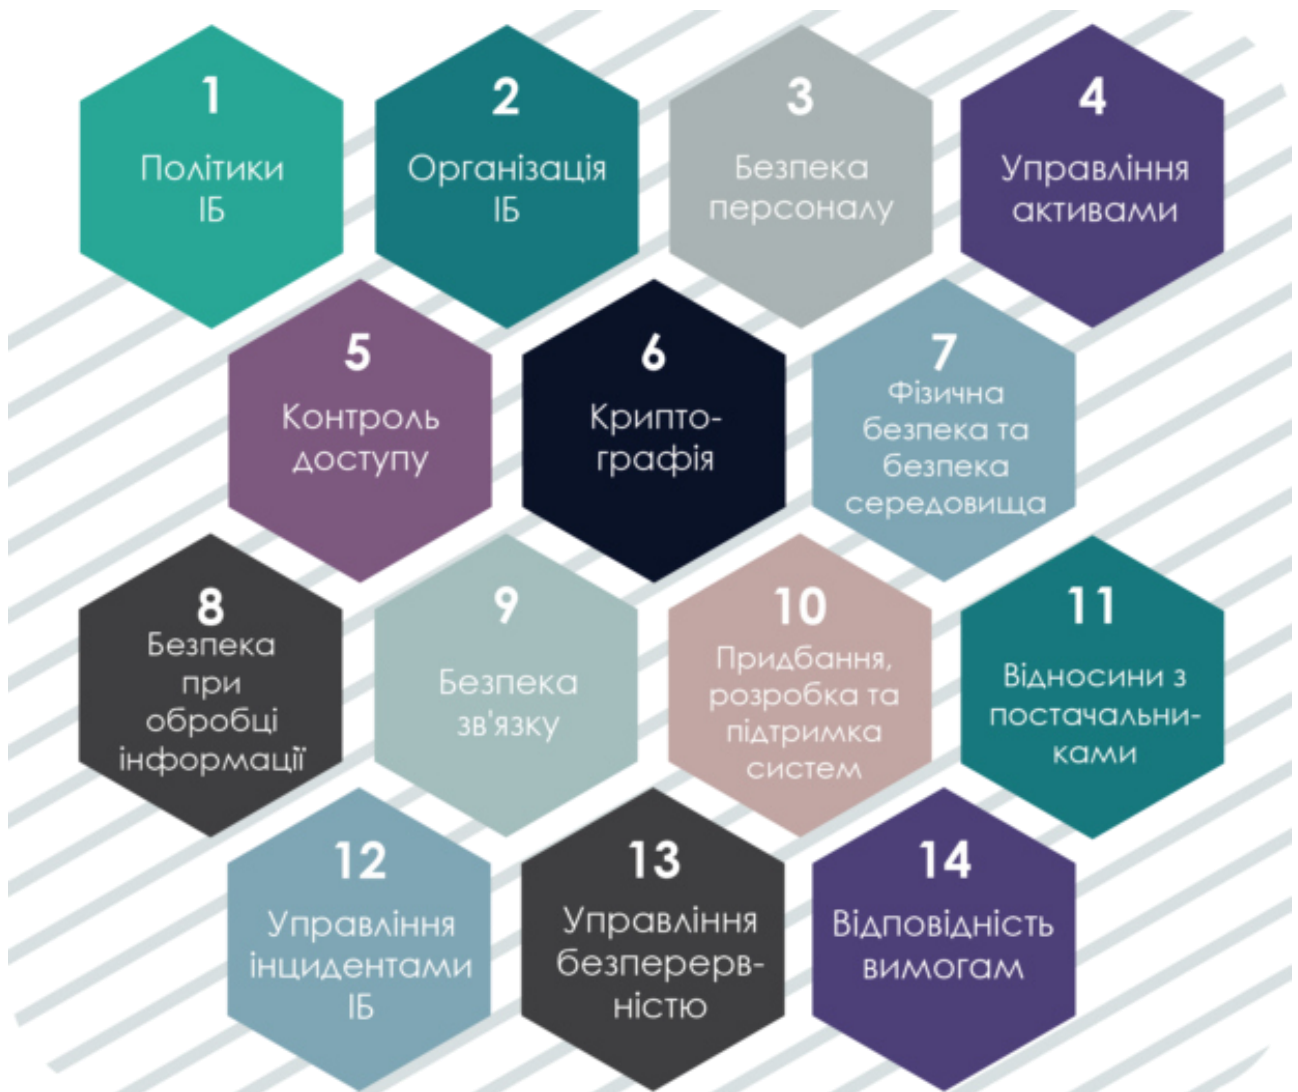 1
Політики
ІБ
2
Організація
ІБ
3
Безпека
персоналу
4
Управління
активами
5
Контроль
доступу
6
Крипто-
графія
7
Фізична
безпека та
безпека
середовища
8
Безпека
при
обробці
інформації
9
Безпека
зв'язку
10
Придбання,
розробка та
підтримка
систем
11
Відносини з
постачальни-
ками
12
Управління
інцидентами
ІБ
13
Управління
безперерв-
ністю
14
Відповідність
вимогам